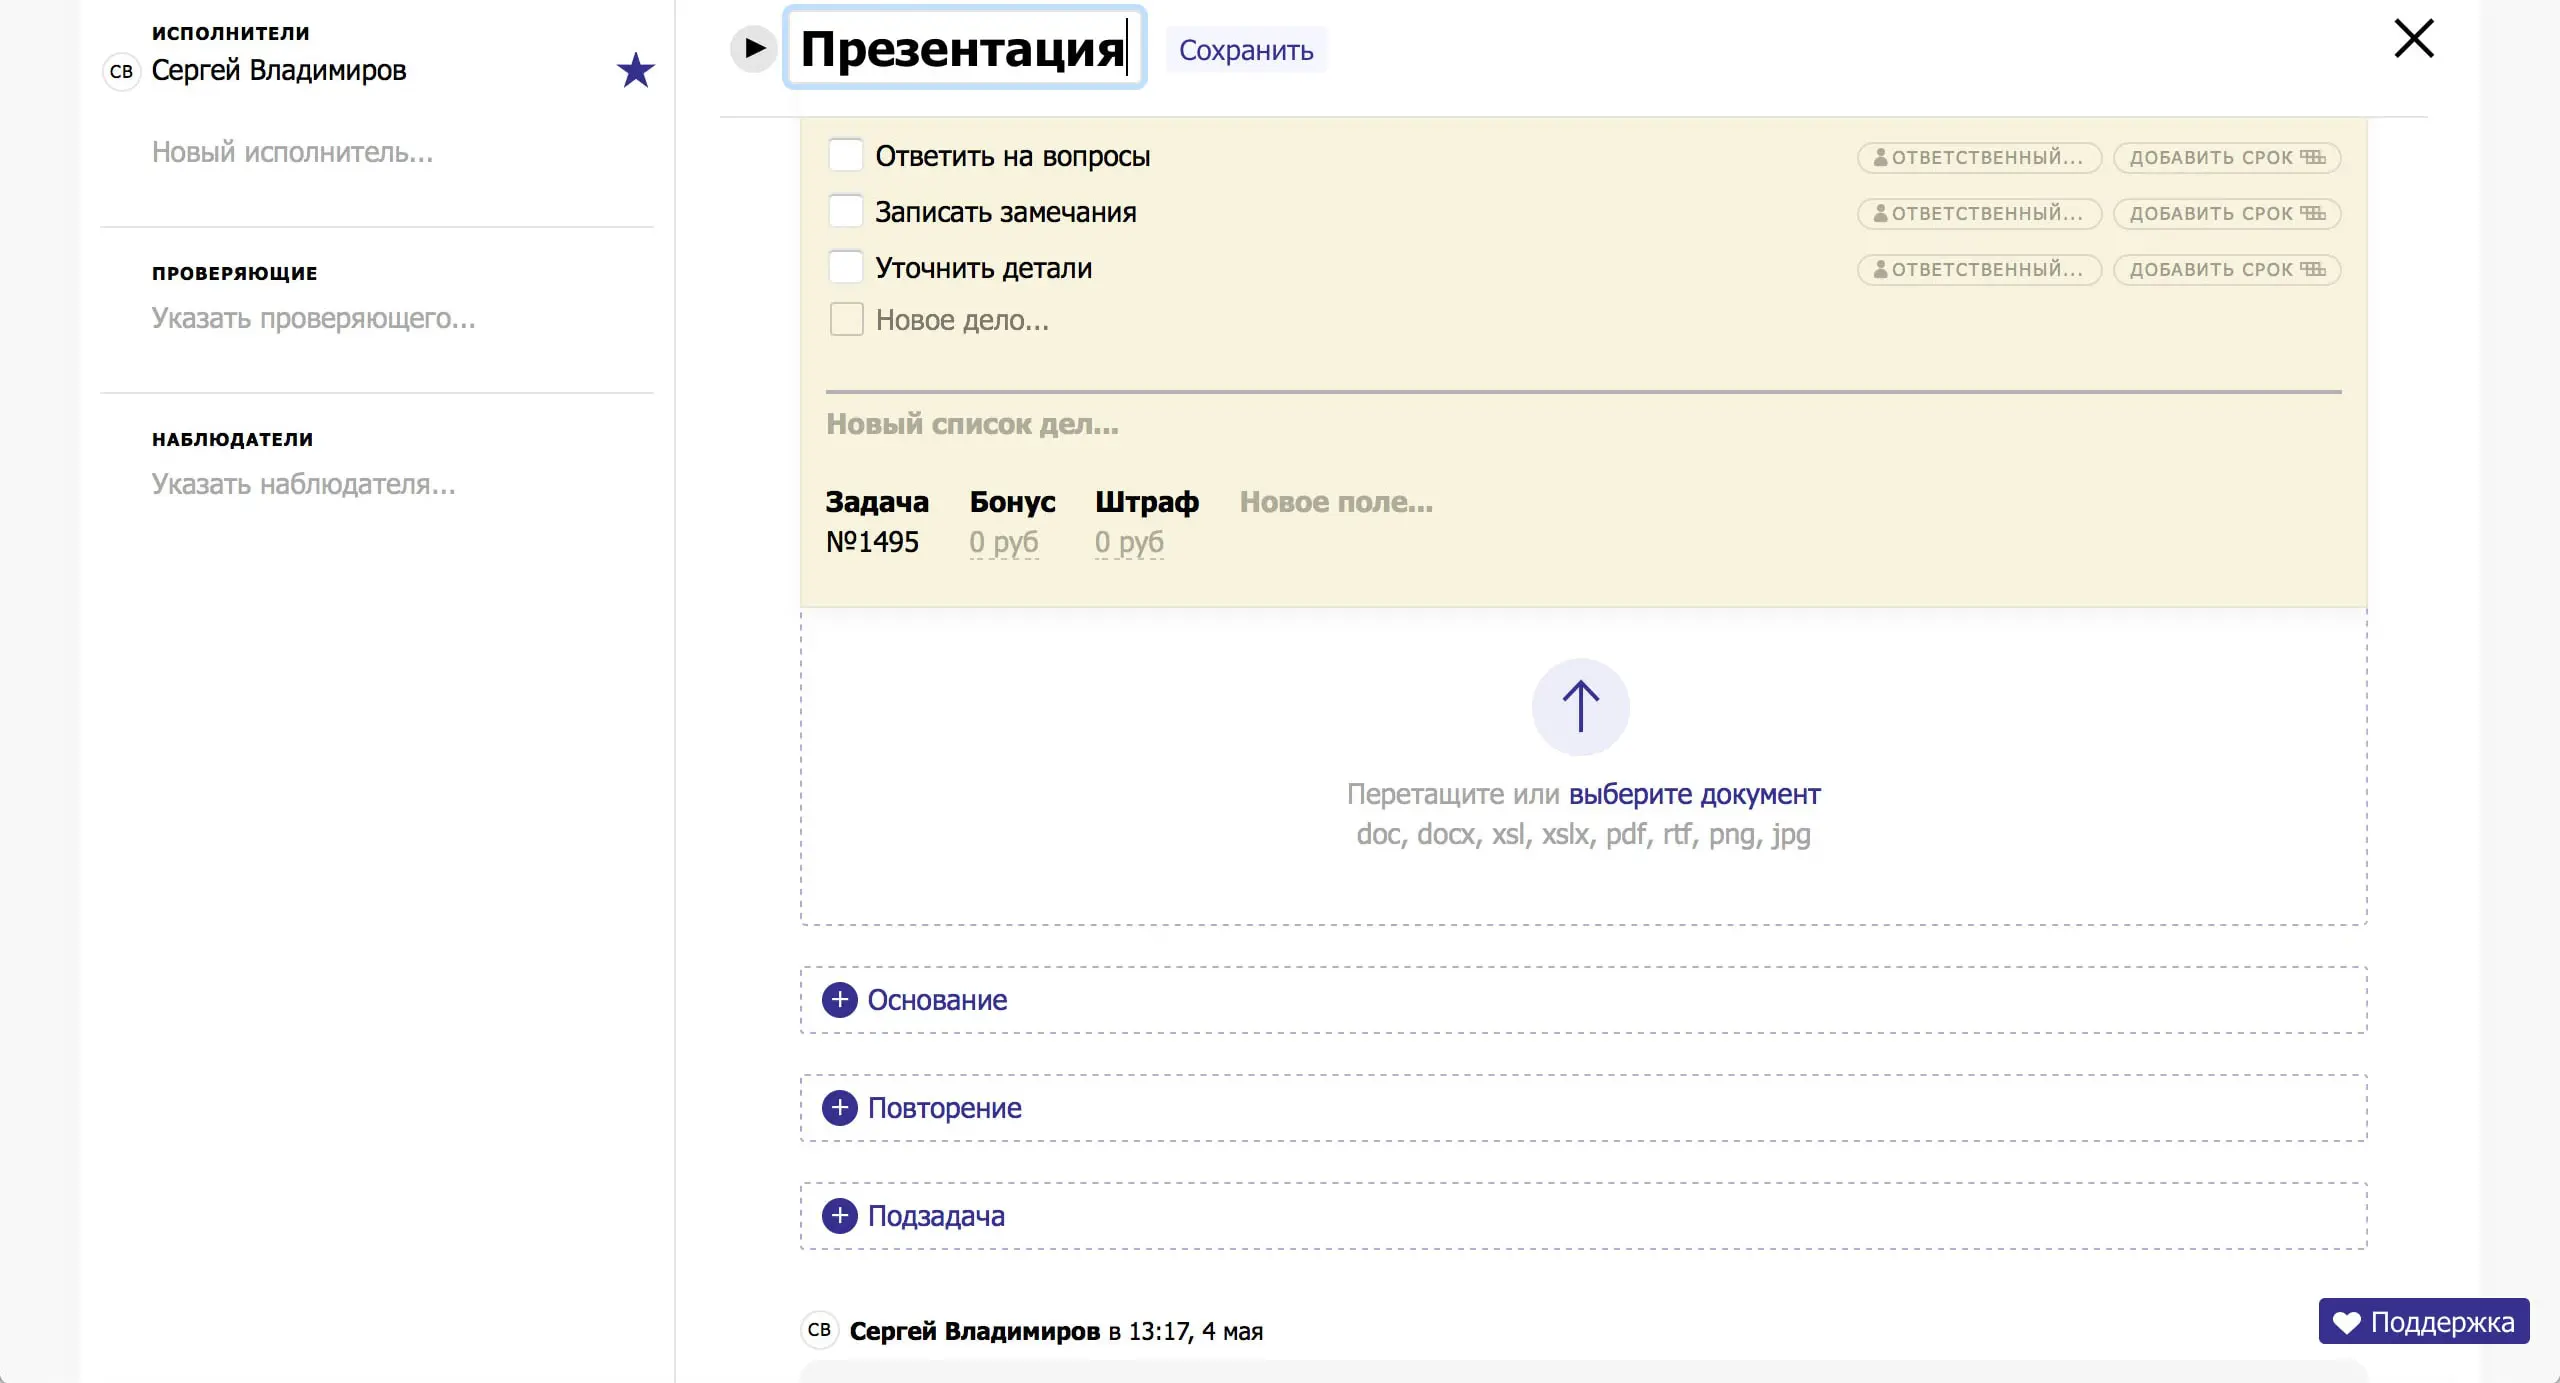 ИСПОЛНИТЕЛИ
СВ Сергей Владимиров
Новый исполнитель...
ПРОВЕРЯЮЩИЕ
Указать проверяющего...
НАБЛЮДАТЕЛИ
Указать наблюдателя...
Презентация Сохранить
Ответить на вопросы ОТВЕТСТВЕННЫЙ... ДОБАВИТЬ СРОК
Записать замечания ОТВЕТСТВЕННЫЙ... ДОБАВИТЬ СРОК
Уточнить детали ОТВЕТСТВЕННЫЙ... ДОБАВИТЬ СРОК
Новое дело...
Новый список дел...
Задача Бонус Штраф Новое поле...
№1495 0 руб 0 руб
Перетащите или выберите документ
doc, docx, xsl, xslx, pdf, rtf, png, jpg
Основание
Повторение
Подзадача
СВ Сергей Владимиров в 13:17, 4 мая
Поддержка